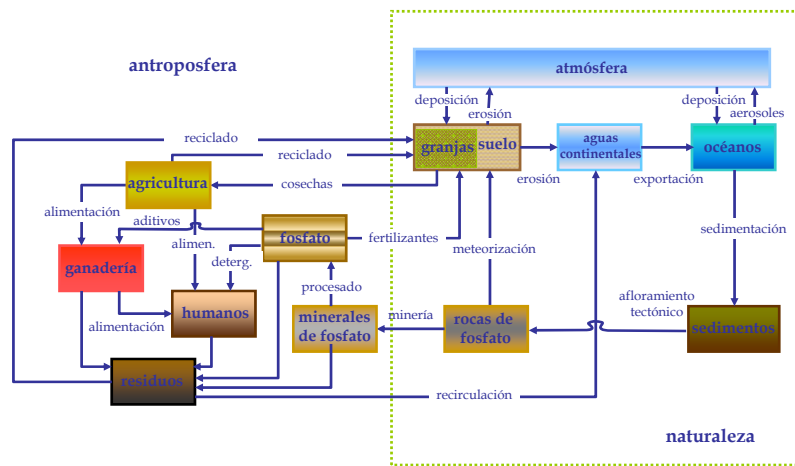 antroposfera
atmósfera
deposición
erosión
deposición
aerosoles
reciclado
granjas
suelo
aguas
continentales
océanos
reciclado
cosechas
erosión
exportación
agricultura
alimentación
aditivos
alimen.
fosfato
fertilizantes
sedimentación
ganadería
deterg.
meteorización
procesado
alimentación
humanos
minerales
de fosfato
minería
rocas de
fosfato
afloramiento
tectónico
sedimentos
residuos
recirculación
naturaleza